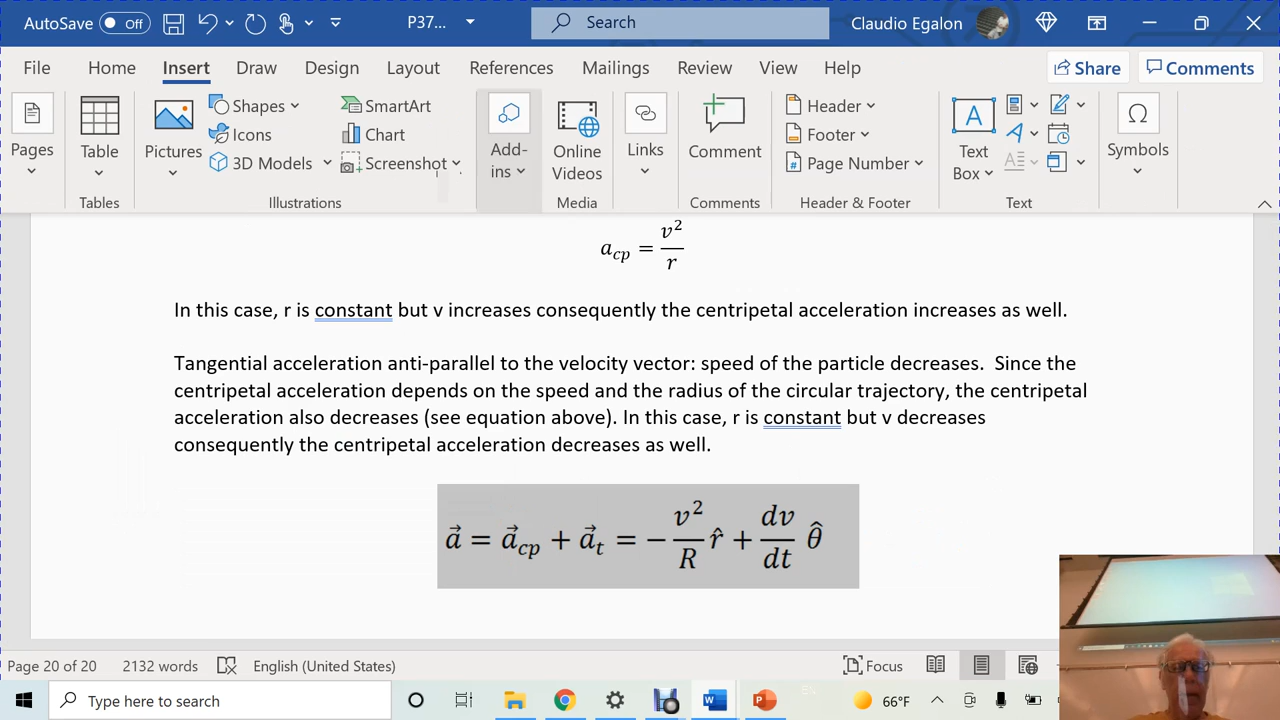 AutoSave Off P37... Search Claudio Egalon
File Home Insert Draw Design Layout References Mailings Review View Help Share Comments
Pages
Table
Pictures
Shapes
Icons
3D Models
SmartArt
Chart
Screenshot
Add-
ins
Online
Videos
Links
Comment
Header
Footer
Page Number
A
Text
Box
Ω
Symbols
Tables Illustrations Media Comments Header & Footer Text
a_cp = v²/r
In this case, r is constant but v increases consequently the centripetal acceleration increases as well.
Tangential acceleration anti-parallel to the velocity vector: speed of the particle decreases. Since the
centripetal acceleration depends on the speed and the radius of the circular trajectory, the centripetal
acceleration also decreases (see equation above). In this case, r is constant but v decreases
consequently the centripetal acceleration decreases as well.
a⃗ = a⃗_cp + a⃗_t = − v²/R r̂ + dv/dt θ̂
Page 20 of 20 2132 words English (United States) Focus
Type here to search 66°F